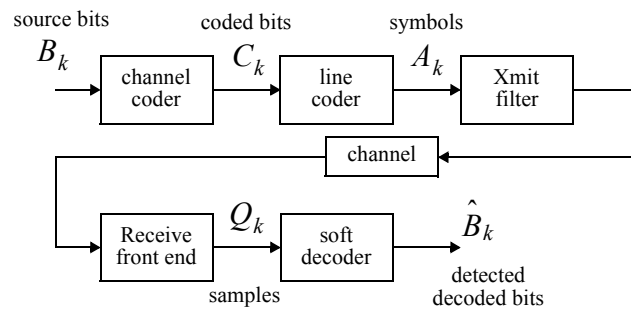 source bits
coded bits
symbols
B_k
C_k
A_k
channel
coder
line
coder
Xmit
filter
channel
Receive
front end
Q_k
soft
decoder
B̂_k
samples
detected
decoded bits